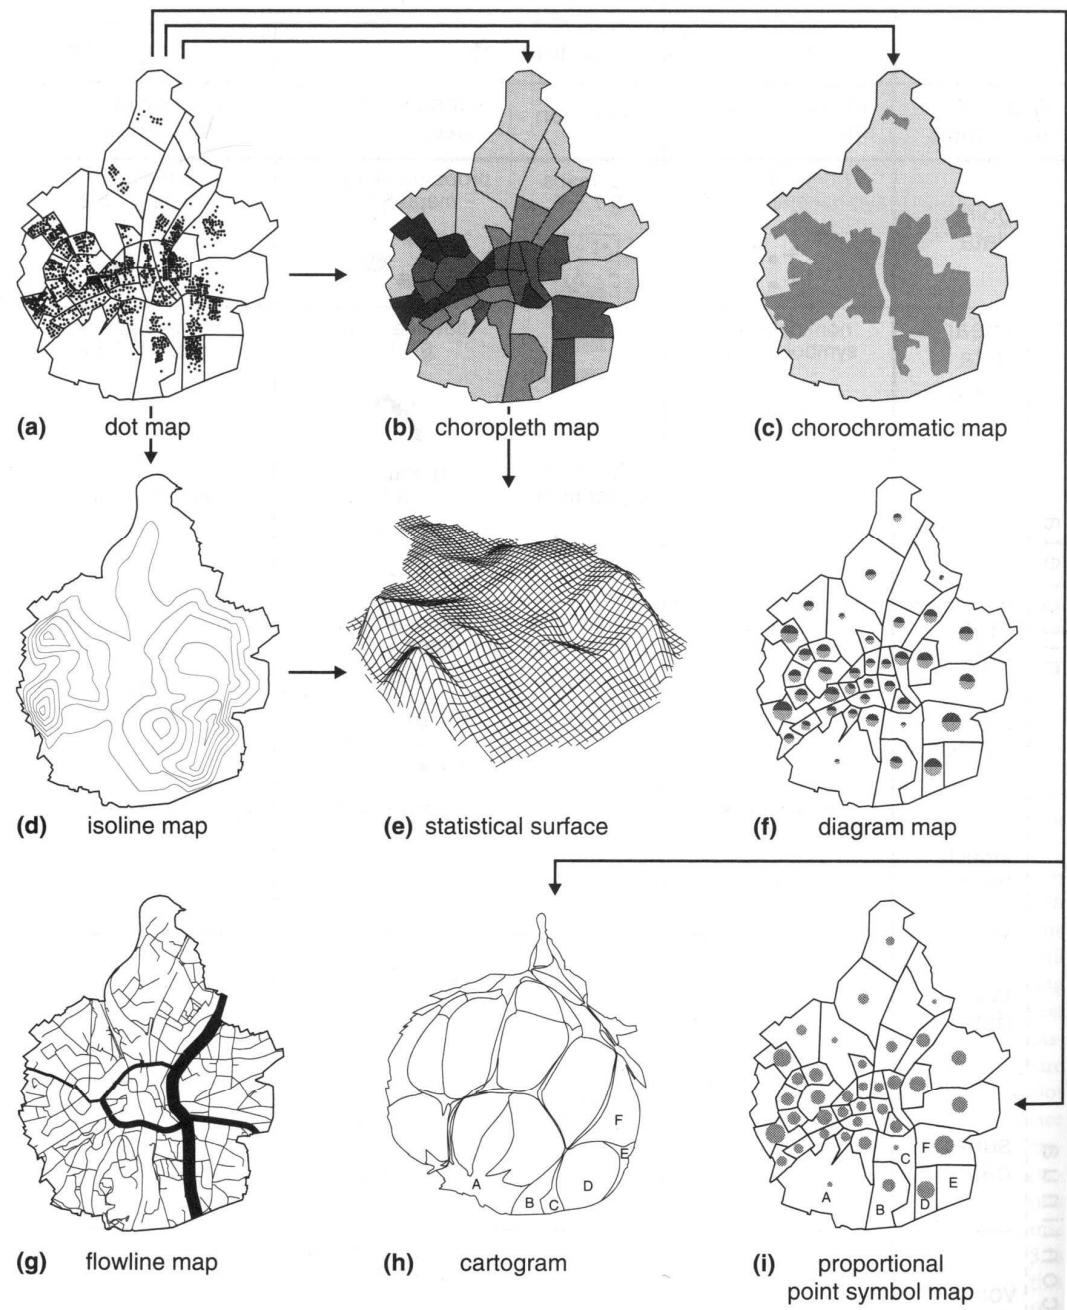 (a) dot map
(b) choropleth map
(c) chorochromatic map
(d) isoline map
(e) statistical surface
(f) diagram map
(g) flowline map
F
E
D
A
B
C
(h) cartogram
C
F
E
A
B
D
(i) proportional
point symbol map